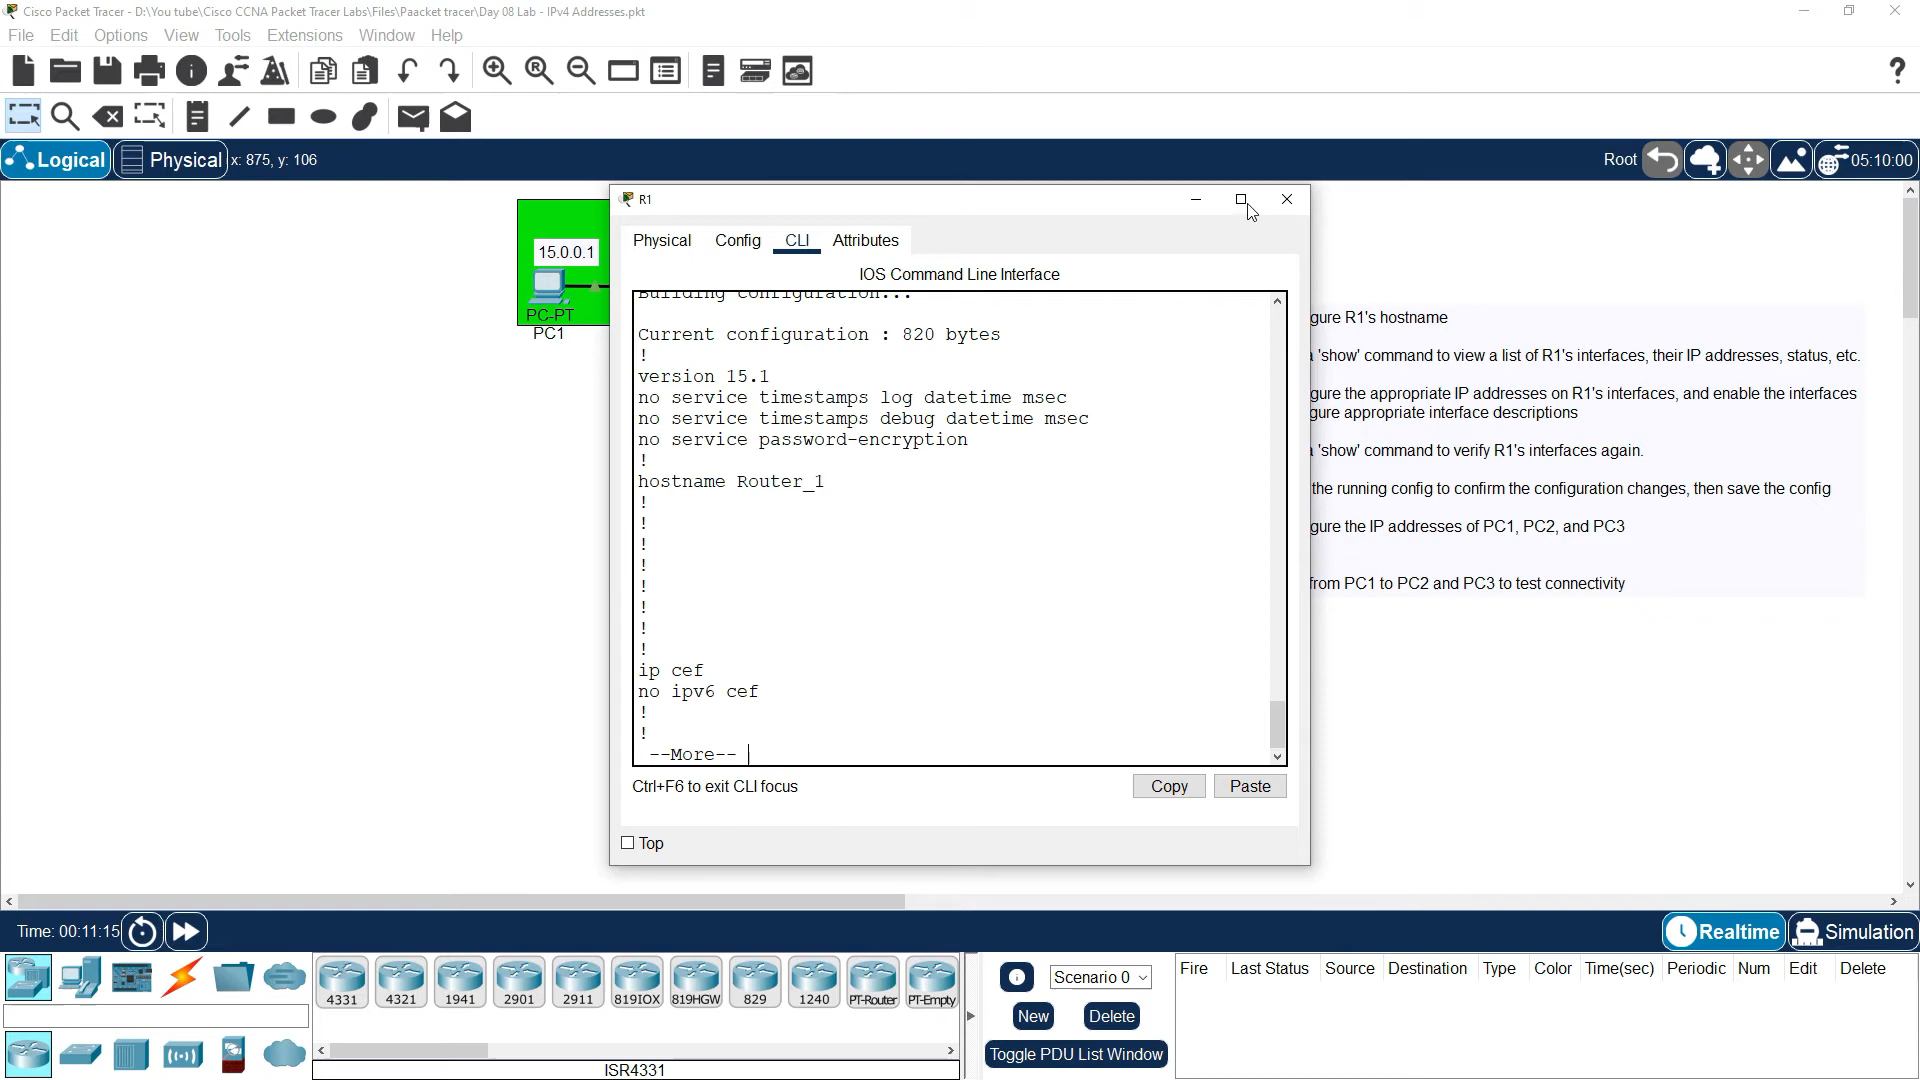 Cisco Packet Tracer - D:\You tube\Cisco CCNA Packet Tracer Labs\Files\Paacket tracer\Day 08 Lab - IPv4 Addresses.pkt
File Edit Options View Tools Extensions Window Help
?
Logical Physical x: 875, y: 106 Root 05:10:00
15.0.0.1
PC-PT
PC1
R1
Physical Config CLI Attributes
IOS Command Line Interface
Building configuration...
Current configuration : 820 bytes
!
version 15.1
no service timestamps log datetime msec
no service timestamps debug datetime msec
no service password-encryption
!
hostname Router_1
!
!
!
!
!
!
!
!
ip cef
no ipv6 cef
!
!
--More--
Ctrl+F6 to exit CLI focus Copy Paste
Top
gure R1's hostname
'show' command to view a list of R1's interfaces, their IP addresses, status, etc.
gure the appropriate IP addresses on R1's interfaces, and enable the interfaces
gure appropriate interface descriptions
'show' command to verify R1's interfaces again.
the running config to confirm the configuration changes, then save the config
gure the IP addresses of PC1, PC2, and PC3
from PC1 to PC2 and PC3 to test connectivity
Time: 00:11:15 Realtime Simulation
4331 4321 1941 2901 2911 819IOX 819HGW 829 1240 PT-Router PT-Empty
ISR4331
Scenario 0
New Delete
Toggle PDU List Window
Fire Last Status Source Destination Type Color Time(sec) Periodic Num Edit Delete